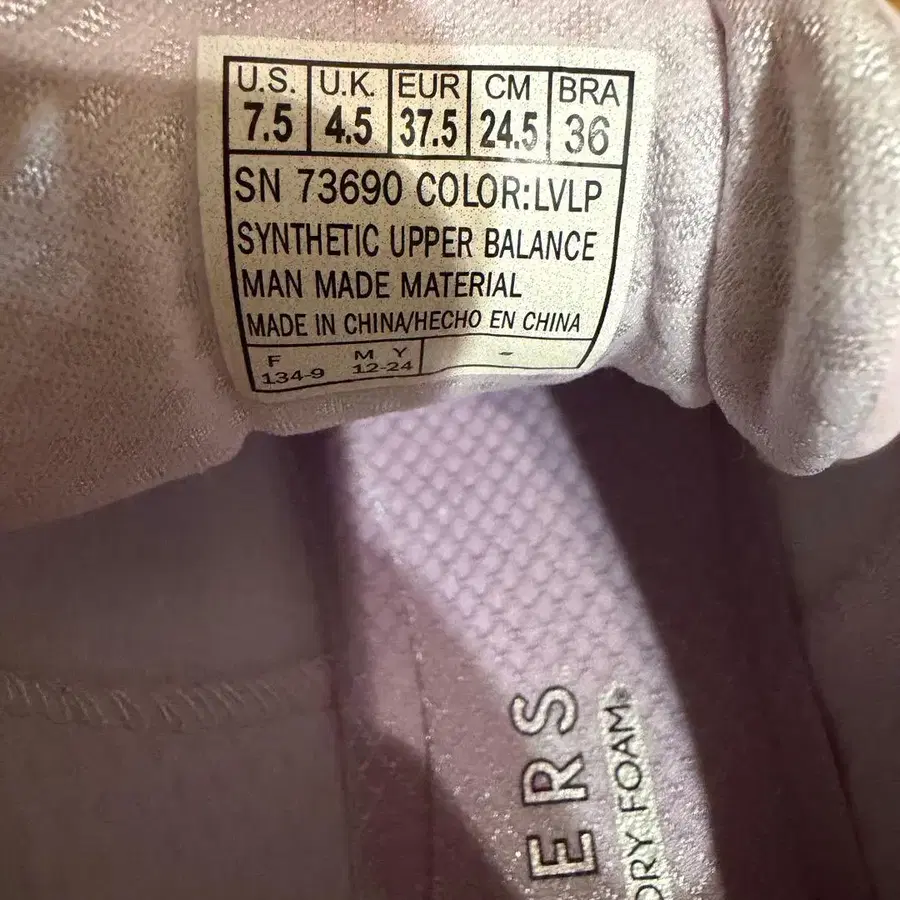 U.S. U.K. EUR CM BRA
7.5 4.5 37.5 24.5 36
SN 73690 COLOR:LVLP
SYNTHETIC UPPER BALANCE
MAN MADE MATERIAL
MADE IN CHINA/HECHO EN CHINA
F M Y -
134-9 12-24
ERS
ORY FOAM